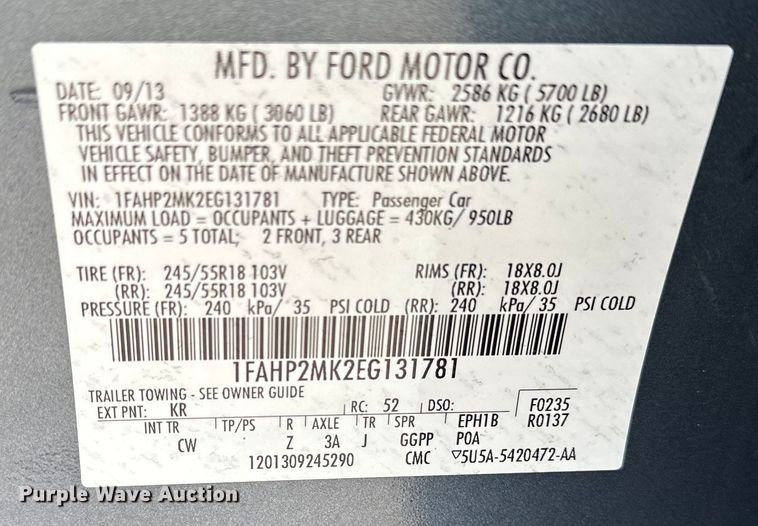 MFD. BY FORD MOTOR CO.
DATE: 09/13 GVWR: 2586 KG ( 5700 LB)
FRONT GAWR: 1388 KG ( 3060 LB) REAR GAWR: 1216 KG ( 2680 LB)
THIS VEHICLE CONFORMS TO ALL APPLICABLE FEDERAL MOTOR
VEHICLE SAFETY, BUMPER, AND THEFT PREVENTION STANDARDS
IN EFFECT ON THE DATE OF MANUFACTURE SHOWN ABOVE.
VIN: 1FAHP2MK2EG131781 TYPE: Passenger Car
MAXIMUM LOAD = OCCUPANTS + LUGGAGE = 430KG/ 950LB
OCCUPANTS = 5 TOTAL; 2 FRONT, 3 REAR
TIRE (FR): 245/55R18 103V RIMS (FR): 18X8.0J
(RR): 245/55R18 103V (RR): 18X8.0J
PRESSURE (FR): 240 kPa/ 35 PSI COLD (RR): 240 kPa/ 35 PSI COLD
1FAHP2MK2EG131781
TRAILER TOWING - SEE OWNER GUIDE
EXT PNT: KR RC: 52 DSO: F0235
INT TR TP/PS R AXLE TR SPR EPH1B R0137
CW Z 3A J GGPP POA
1201309245290 CMC ▽5U5A-5420472-AA
Purple Wave Auction